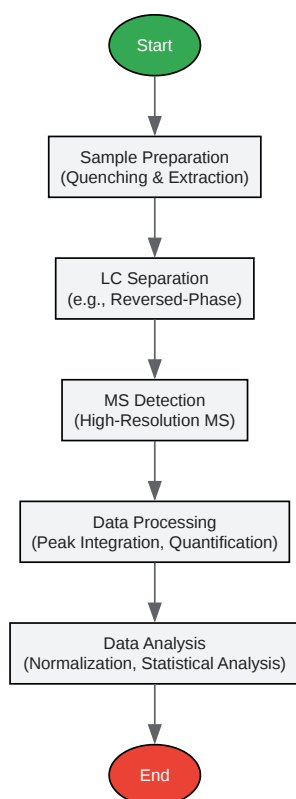 Start
Sample Preparation
(Quenching & Extraction)
LC Separation
(e.g., Reversed-Phase)
MS Detection
(High-Resolution MS)
Data Processing
(Peak Integration, Quantification)
Data Analysis
(Normalization, Statistical Analysis)
End